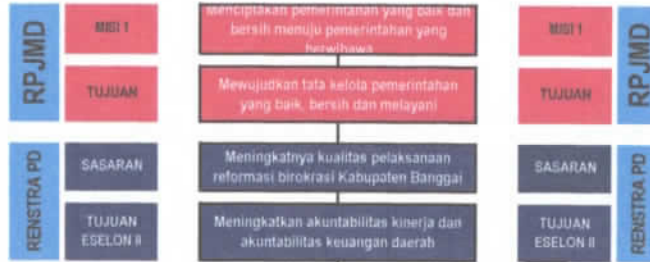 RPJMD
MISI 1
Menciptakan pemerintahan yang baik dan
bersih menuju pemerintahan yang
berwibawa
MISI 1
RPJMD
TUJUAN
Mewujudkan tata kelola pemerintahan
yang baik, bersih dan melayani
TUJUAN
RENSTRA PD
SASARAN
Meningkatnya kualitas pelaksanaan
reformasi birokrasi Kabupaten Banggai
SASARAN
RENSTRA PD
TUJUAN
ESELON II
Meningkatkan akuntabilitas kinerja dan
akuntabilitas keuangan daerah
TUJUAN
ESELON II